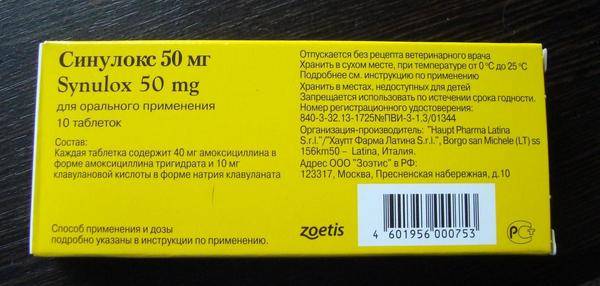 Синулокс 50 мг
Synulox 50 mg
для орального применения
10 таблеток
Состав:
Каждая таблетка содержит 40 мг амоксициллина в
форме амоксициллина тригидрата и 10 мг
клавулановой кислоты в форме натрия клавуланата
Способ применения и дозы
подробно указаны в инструкции по применению.
Отпускается без рецепта ветеринарного врача
Хранить в сухом месте, при температуре от 0 °С до 25 °С
Подробнее см. инструкцию по применению
Хранить в местах, недоступных для детей
Запрещается использовать по истечении срока годности.
Номер регистрационного удостоверения:
840-3-32.13-1725№ПВИ-3-1.3/01344
Организация-производитель: "Haupt Pharma Latina
S.r.l."/"Хаупт Фарма Латина S.r.l.", Borgo san Michele (LT) ss
156km50 – Latina, Италия.
Адрес ООО "Зоэтис" в РФ:
123317, Москва, Пресненская набережная, д.10
zoetis
4 601956 000753
РСТ